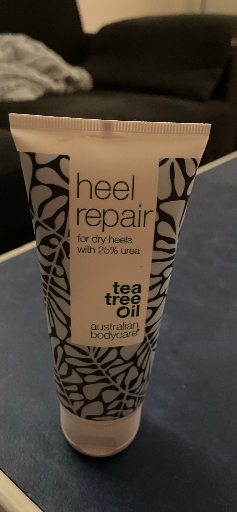 heel
repair
for dry heels
with 25% urea
tea
tree
Oil
australian
bodycare®